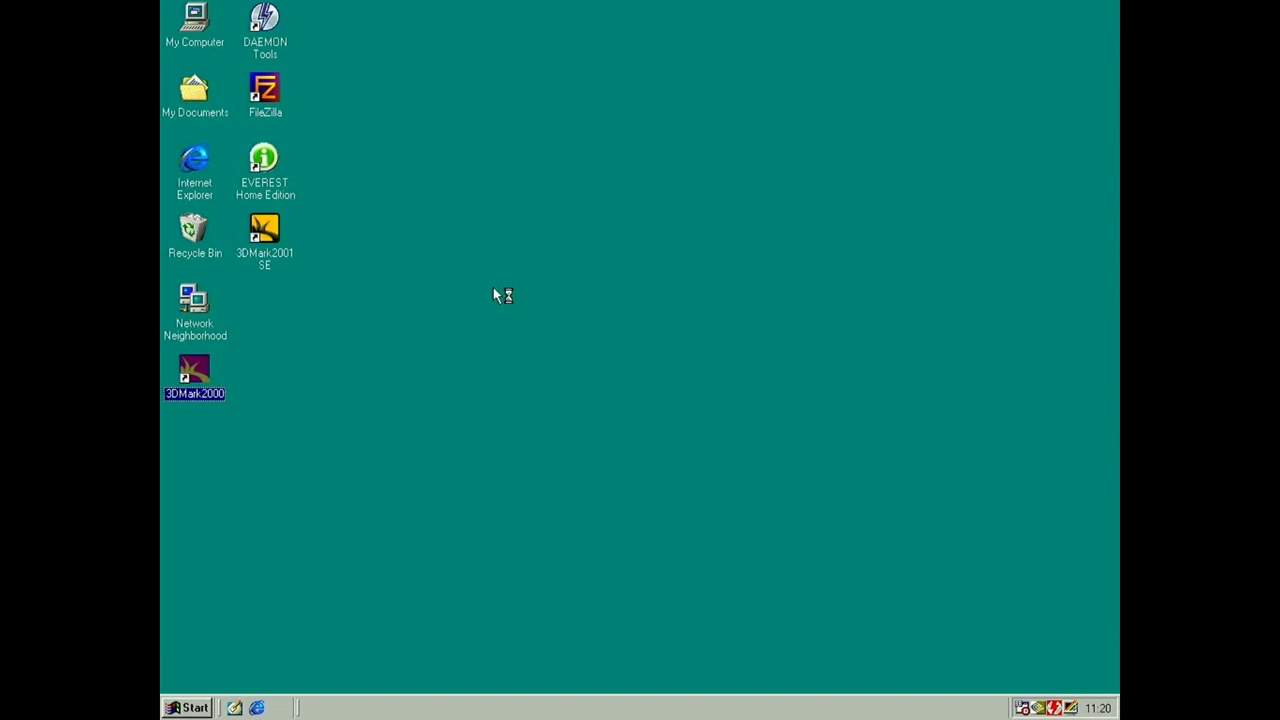 My Computer
DAEMON
Tools
My Documents
FileZilla
Internet
Explorer
EVEREST
Home Edition
Recycle Bin
3DMark2001
SE
Network
Neighborhood
3DMark2000
Start
11:20